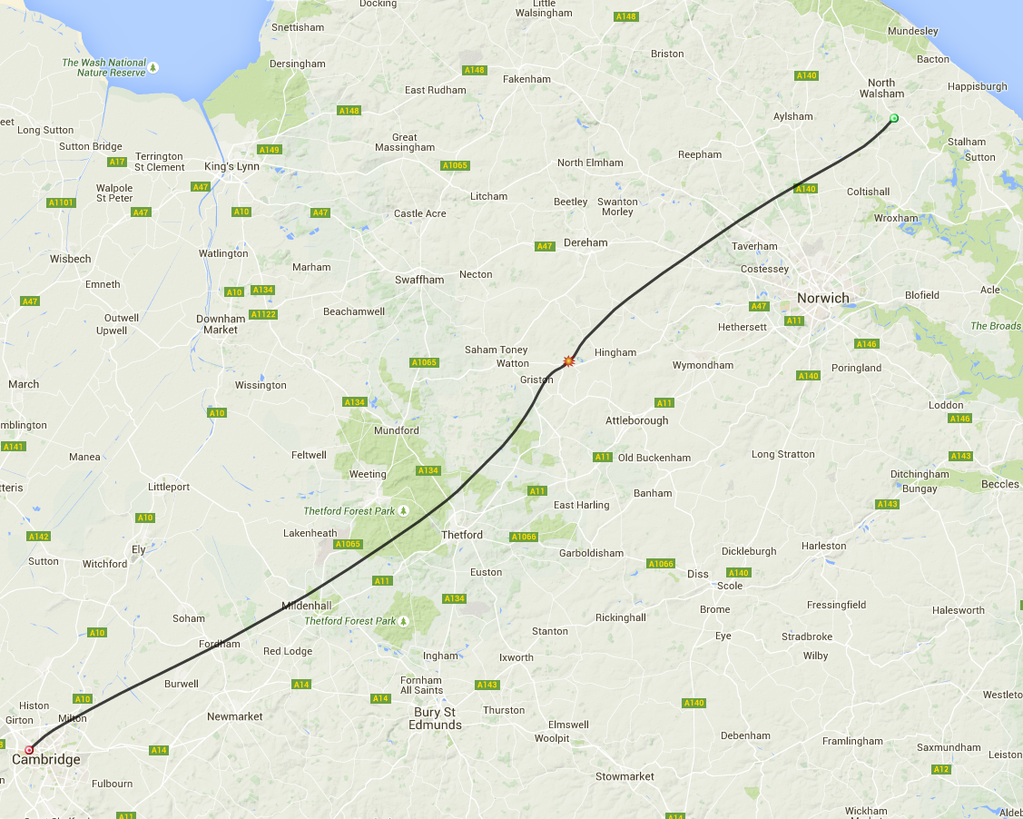 Docking
Little
Walsingham
A148
Snettisham
Mundesley
Briston
Bacton
The Wash National
Nature Reserve
Dersingham
A148
Fakenham
A140
North
Walsham
Happisburgh
East Rudham
A148
Aylsham
eet
Long Sutton
Sutton Bridge
A149
Great
Massingham
Stalham
Sutton
A17
Terrington
St Clement
King's Lynn
A1065
North Elmham
Reepham
A47
Walpole
St Peter
A1101
A47
A10
A47
Litcham
Castle Acre
Beetley
Swanton
Morley
A140
Coltishall
Wroxham
A47
Dereham
Taverham
Watlington
Wisbech
Marham
Swaffham
Necton
Costessey
Emneth
A10
A134
A47
Norwich
Blofield
Acle
A1122
Beachamwell
A47
A11
Outwell
Upwell
Downham
Market
Hethersett
The Broads
A146
Saham Toney
Watton
Hingham
A1065
Wymondham
Poringland
A140
March
Wissington
Griston
A134
A11
Loddon
A10
A146
mblington
Mundford
Attleborough
A141
Manea
Feltwell
A11
Old Buckenham
Long Stratton
A143
Weeting
A134
Ditchingham
Bungay
Beccles
tteris
Littleport
A11
Banham
Thetford Forest Park
East Harling
A143
A10
A142
Lakenheath
A1065
Thetford
A1066
Ely
Garboldisham
Dickleburgh
Harleston
Sutton
Witchford
A1066
Euston
Diss
A140
Scole
A11
A134
Mildenhall
Brome
Fressingfield
Halesworth
Soham
Thetford Forest Park
Rickinghall
A10
Stanton
Eye
Stradbroke
Fordham
Red Lodge
Ingham
Ixworth
Wilby
Burwell
A14
Fornham
All Saints
A143
A14
Westleto
A10
Histon
Girton
Milton
Newmarket
Bury St
Edmunds
Thurston
A140
Elmswell
Woolpit
Debenham
Framlingham
Saxmundham
Leiston
A14
Cambridge
A12
Fulbourn
Stowmarket
A11
A14
Wickham
Aldeb